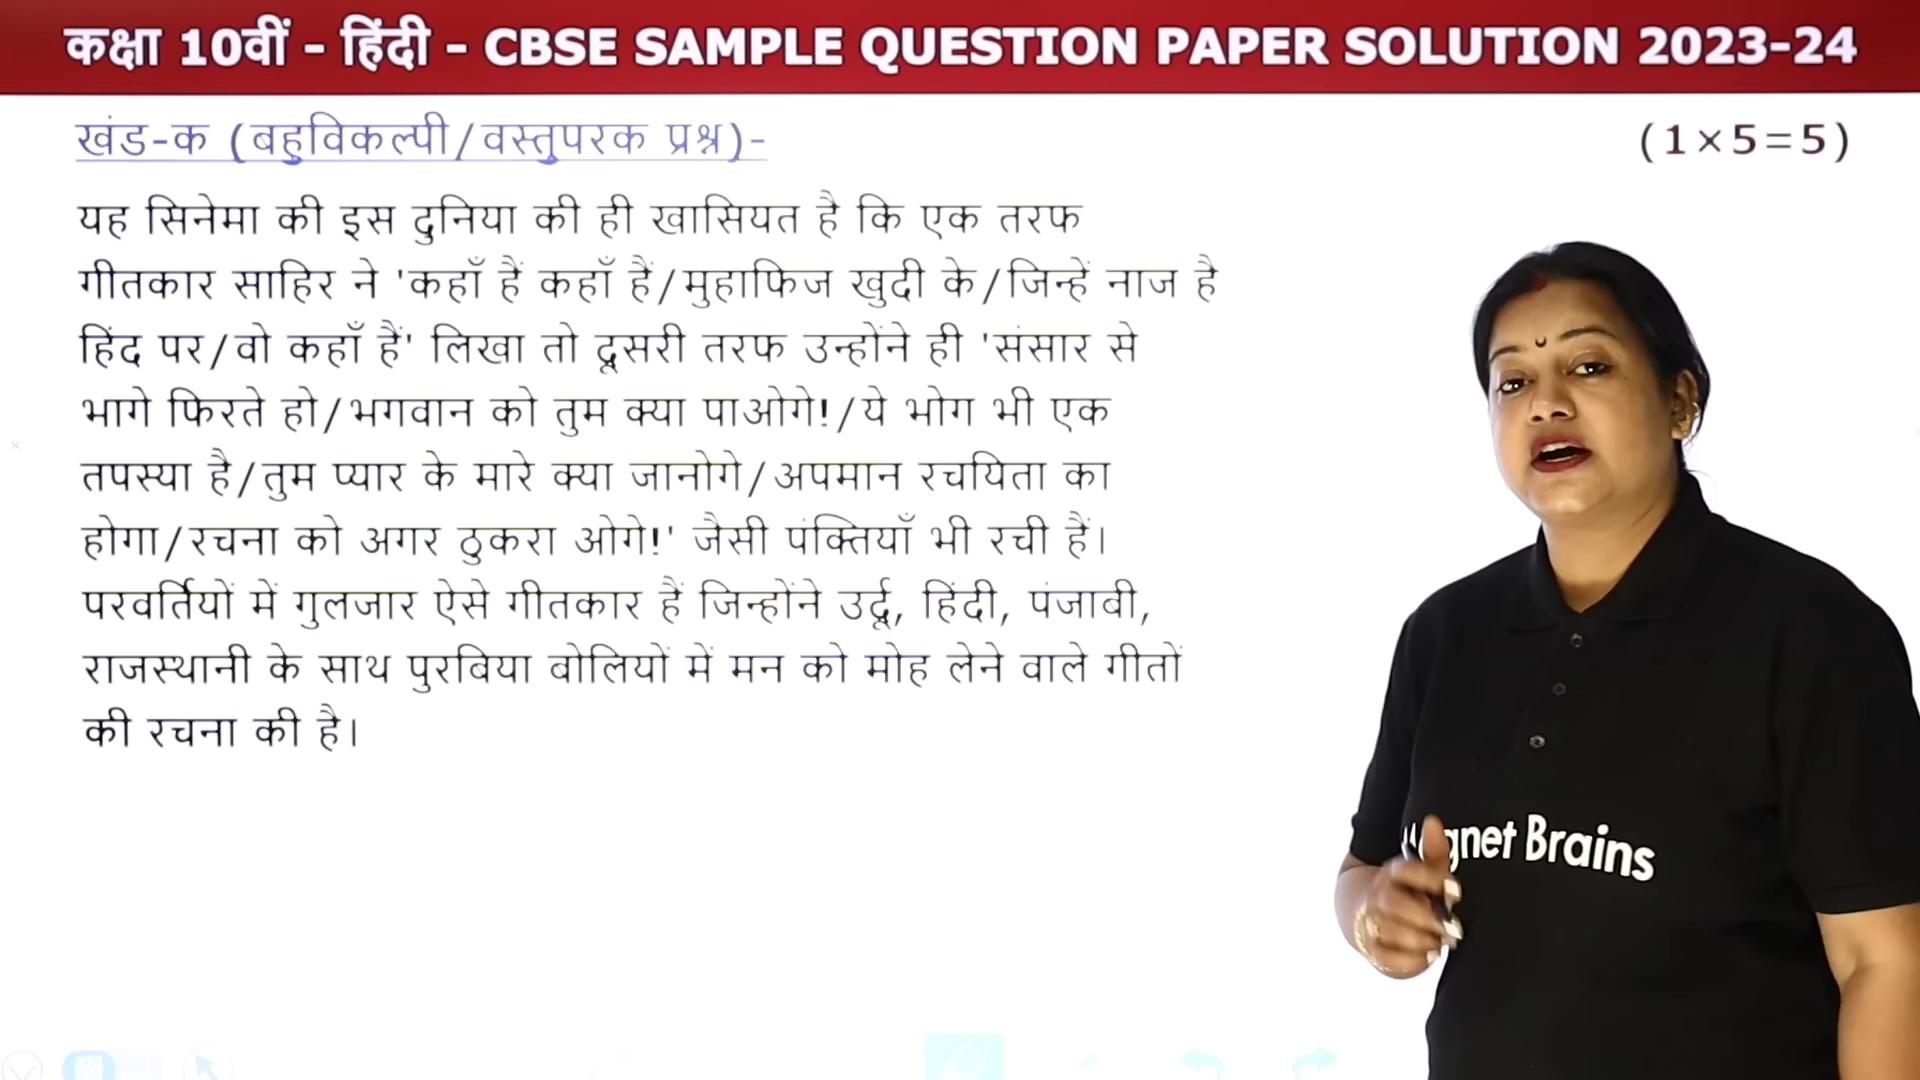 कक्षा 10वीं - हिंदी - CBSE SAMPLE QUESTION PAPER SOLUTION 2023-24
खंड-क (बहुविकल्पी/वस्तुपरक प्रश्न)- (1×5=5)
यह सिनेमा की इस दुनिया की ही खासियत है कि एक तरफ
गीतकार साहिर ने 'कहाँ हैं कहाँ हैं/मुहाफिज खुदी के/जिन्हें नाज है
हिंद पर/वो कहाँ हैं' लिखा तो दूसरी तरफ उन्होंने ही 'संसार से
भागे फिरते हो/भगवान को तुम क्या पाओगे!/ये भोग भी एक
तपस्या है/तुम प्यार के मारे क्या जानोगे/अपमान रचयिता का
होगा/रचना को अगर ठुकरा ओगे!' जैसी पंक्तियाँ भी रची हैं।
परवर्तियों में गुलजार ऐसे गीतकार हैं जिन्होंने उर्दू, हिंदी, पंजाबी,
राजस्थानी के साथ पुरबिया बोलियों में मन को मोह लेने वाले गीतों
की रचना की है।
gnet Brains